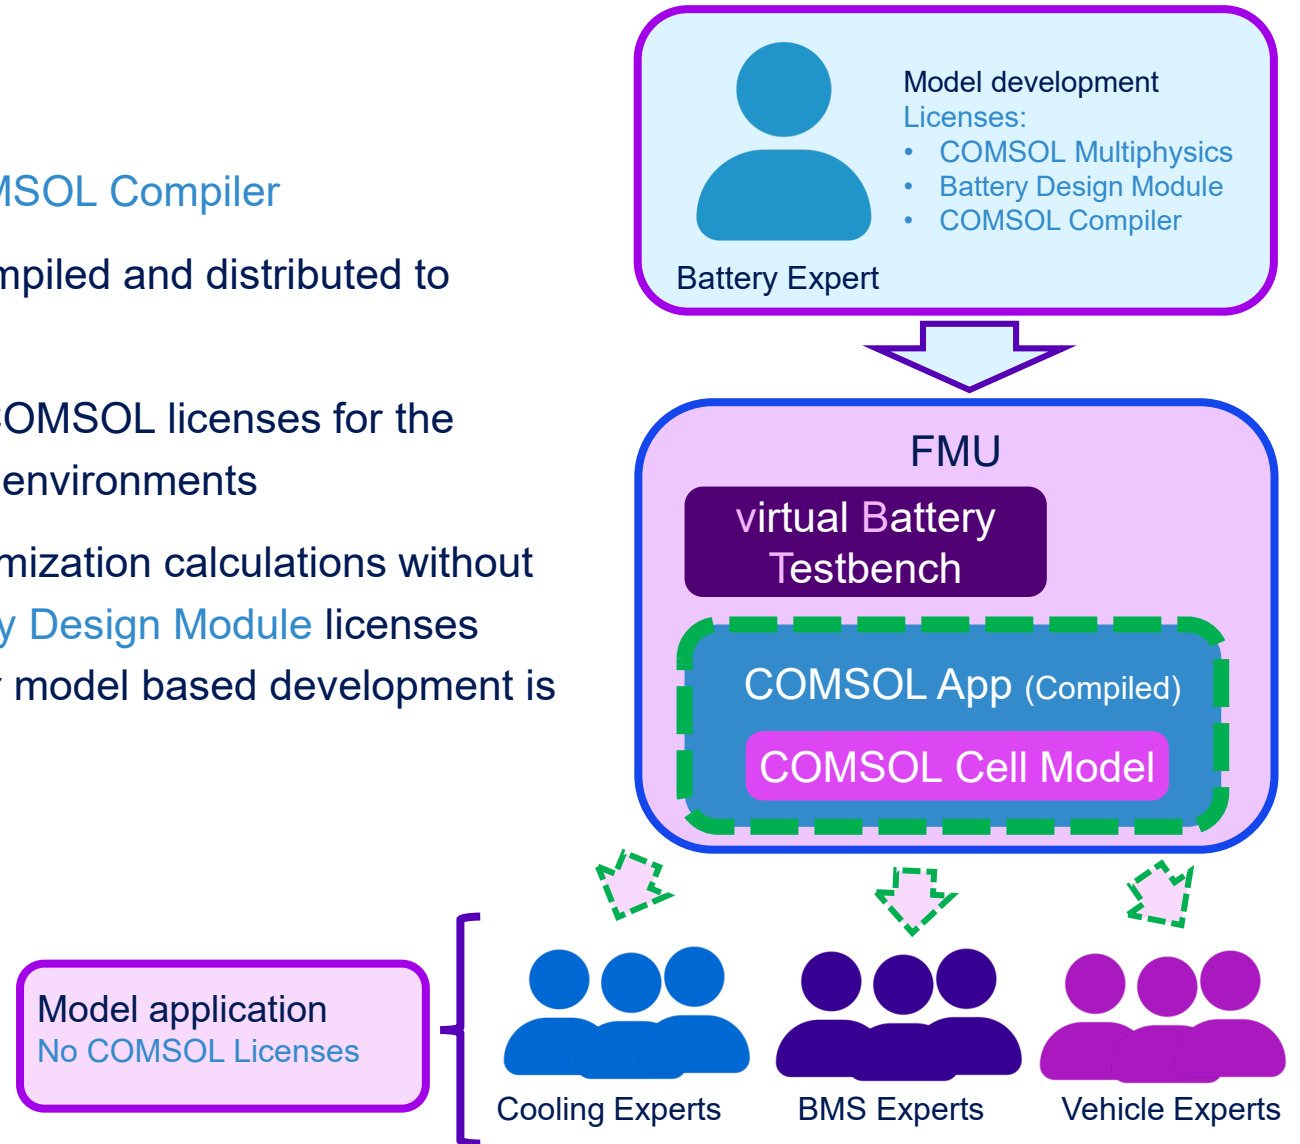 MSOL Compiler
mpiled and distributed to
COMSOL licenses for the
environments
mization calculations without
y Design Module licenses
r model based development is
Model development
Licenses:
• COMSOL Multiphysics
• Battery Design Module
• COMSOL Compiler
Battery Expert
FMU
virtual Battery
Testbench
COMSOL App (Compiled)
COMSOL Cell Model
Model application
No COMSOL Licenses
Cooling Experts
BMS Experts
Vehicle Experts